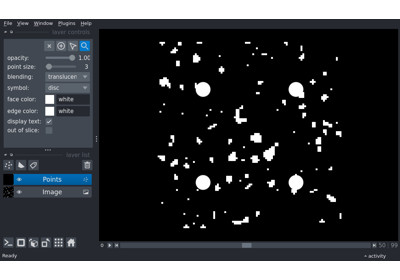 File View Window Plugins Help
layer controls
opacity: 1.00
point size: 3
blending: translucen
symbol: disc
face color: white
edge color: white
display text:
out of slice:
layer list
Points
Image
0 50 99
Ready activity